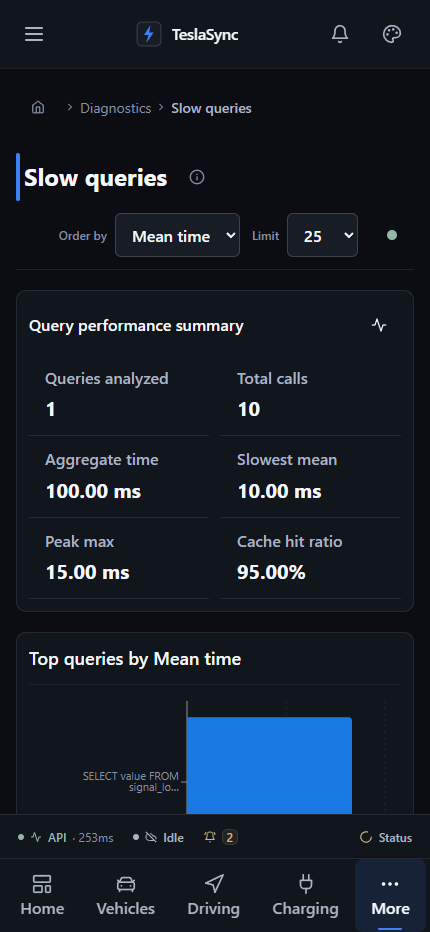 TeslaSync
Diagnostics
Slow queries
Slow queries
Order by
Mean time
Limit
25
Query performance summary
Queries analyzed
Total calls
1
10
Aggregate time
Slowest mean
100.00 ms
10.00 ms
Peak max
Cache hit ratio
15.00 ms
95.00%
Top queries by Mean time
SELECT value FROM
signal_lo...
API · 253ms
Idle
2
Status
Home
Vehicles
Driving
Charging
More